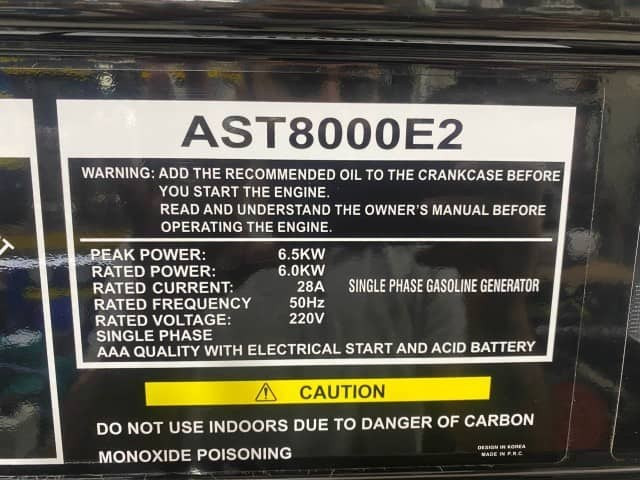 AST8000E2
WARNING: ADD THE RECOMMENDED OIL TO THE CRANKCASE BEFORE
YOU START THE ENGINE.
READ AND UNDERSTAND THE OWNER'S MANUAL BEFORE
OPERATING THE ENGINE.
PEAK POWER: 6.5KW
RATED POWER: 6.0KW
RATED CURRENT: 28A SINGLE PHASE GASOLINE GENERATOR
RATED FREQUENCY 50Hz
RATED VOLTAGE: 220V
SINGLE PHASE
AAA QUALITY WITH ELECTRICAL START AND ACID BATTERY
CAUTION
DO NOT USE INDOORS DUE TO DANGER OF CARBON
MONOXIDE POISONING
DESIGN IN KOREA
MADE IN P.R.C